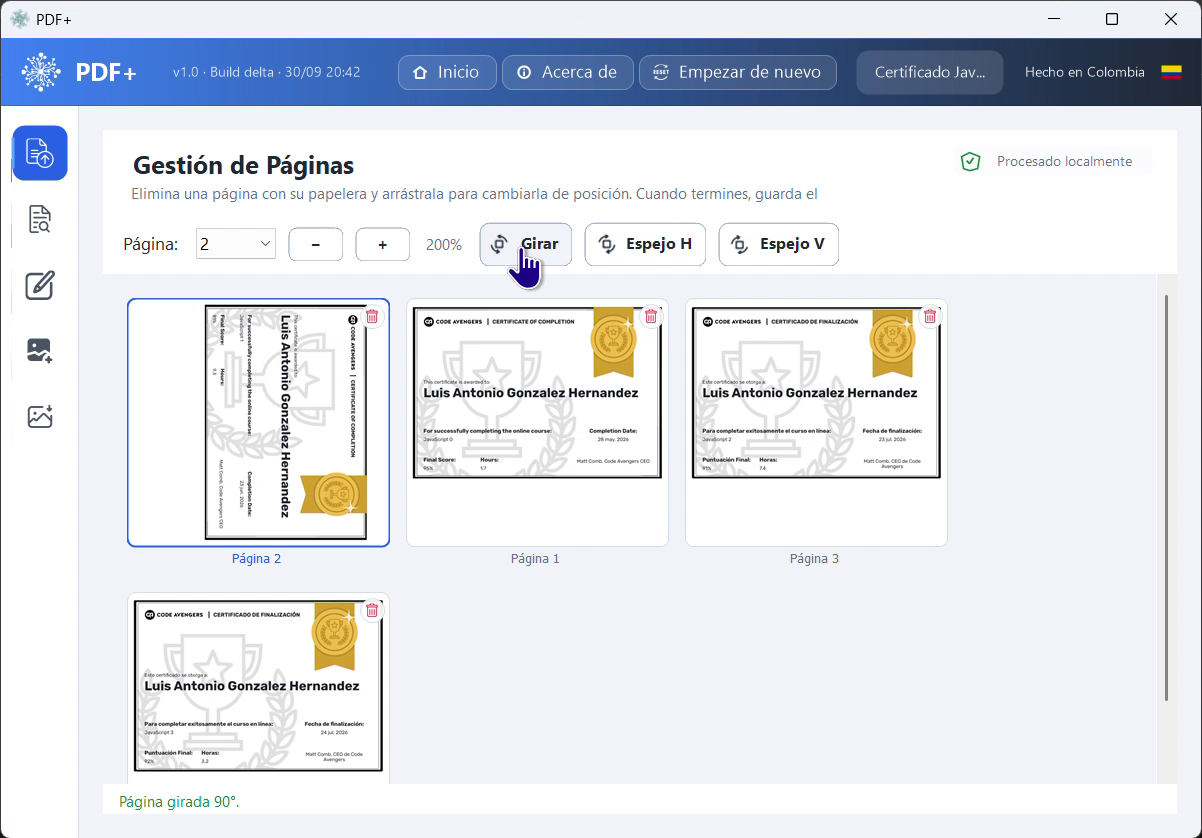 PDF+
PDF+
v1.0 · Build delta · 30/09 20:42
Inicio
Acerca de
RESET
Empezar de nuevo
Certificado Jav...
Hecho en Colombia
Gestión de Páginas
Procesado localmente
Elimina una página con su papelera y arrástrala para cambiarla de posición. Cuando termines, guarda el
Página:
2
−
+
200%
Girar
Espejo H
Espejo V
CODE AVENGERS | CERTIFICATE OF COMPLETION
This certificate is awarded to:
Luis Antonio Gonzalez Hernandez
For successfully completing the online course:
JavaScript 1
Completion Date:
23 jun. 2026
Final Score:
Hours:
Matt Comb, Code Avengers CEO
Página 2
CODE AVENGERS | CERTIFICATE OF COMPLETION
This certificate is awarded to:
Luis Antonio Gonzalez Hernandez
For successfully completing the online course:
Completion Date:
JavaScript 0
28 may. 2026
Final Score:
Hours:
95%
1.7
Matt Comb, Code Avengers CEO
Página 1
CODE AVENGERS | CERTIFICADO DE FINALIZACIÓN
Este certificado se otorga a:
Luis Antonio Gonzalez Hernandez
Para completar exitosamente el curso en línea:
Fecha de finalización:
JavaScript 2
23 jul. 2026
Puntuación Final:
Horas:
91%
7.4
Matt Comb, CEO de Code
Avengers
Página 3
CODE AVENGERS | CERTIFICADO DE FINALIZACIÓN
Este certificado se otorga a:
Luis Antonio Gonzalez Hernandez
Para completar exitosamente el curso en línea:
Fecha de finalización:
JavaScript 3
24 jul. 2026
Puntuación Final:
Horas:
92%
3.2
Matt Comb, CEO de Code
Avengers
Página girada 90°.